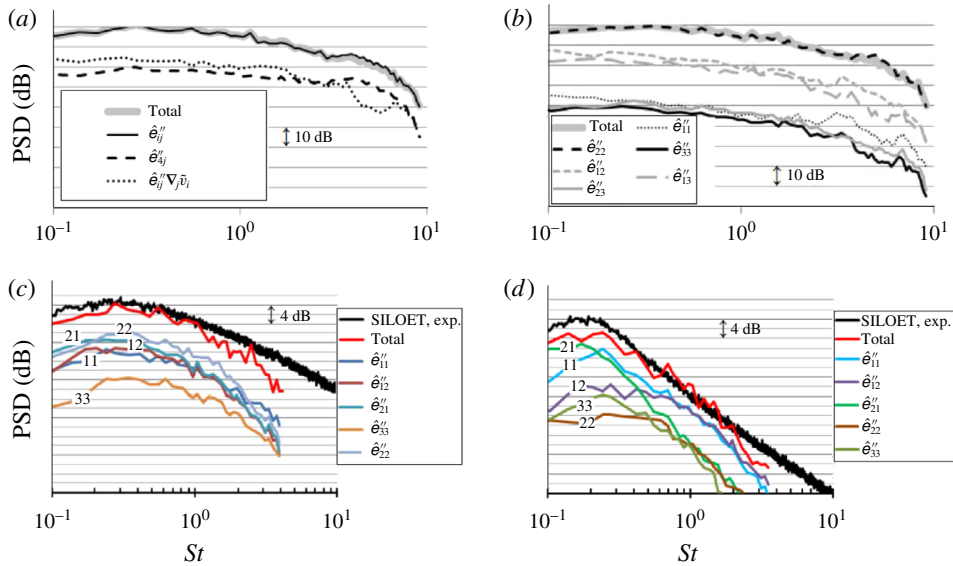 (a)
PSD (dB)
Total
ê″ij
ê″4j
ê″ij∇jṽi
10 dB
10⁻¹ 10⁰ 10¹
(b)
Total
ê″22
ê″12
ê″23
ê″11
ê″33
ê″13
10 dB
10⁻¹ 10⁰ 10¹
(c)
PSD (dB)
4 dB
21
22
12
11
33
SILOET, exp.
Total
ê″11
ê″12
ê″21
ê″33
ê″22
10⁻¹ 10⁰ 10¹
St
(d)
4 dB
21
11
12
33
22
SILOET, exp.
Total
ê″11
ê″12
ê″21
ê″22
ê″33
10⁻¹ 10⁰ 10¹
St